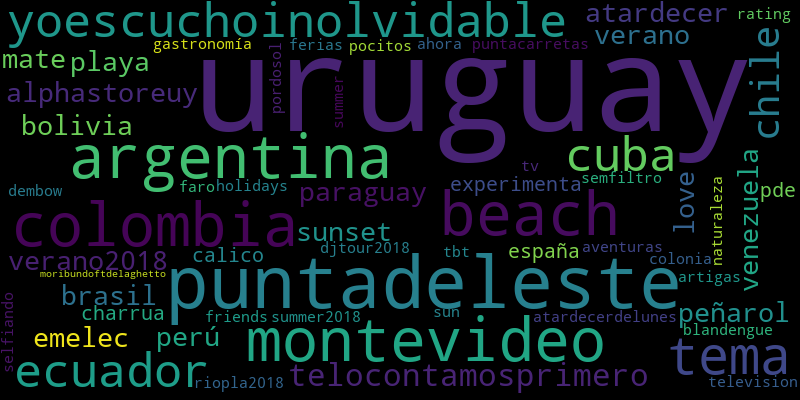 yoescuchoinolvidable
atardecer
rating
gastronomía
ferias
pocitos
ahora
puntacarretas
verano
mate
playa
pordosol
summer
uruguay
chile
alphastoreuy
bolivia
argentina
cuba
tv
semfiltro
dembow
faro
holidays
paraguay
experimenta
love
naturaleza
venezuela
pde
colombia
beach
sunset
djtour2018
tbt
españa
aventuras
colonia
verano2018
calico
moribundoftdelaghetto
puntadeleste
artigas
brasil
charrua
friends
summer2018
sun
atardecerdelunes
peñarol
blandengue
selfiando
emelec
perú
montevideo
tema
ecuador
riopla2018
telocontamosprimero
television